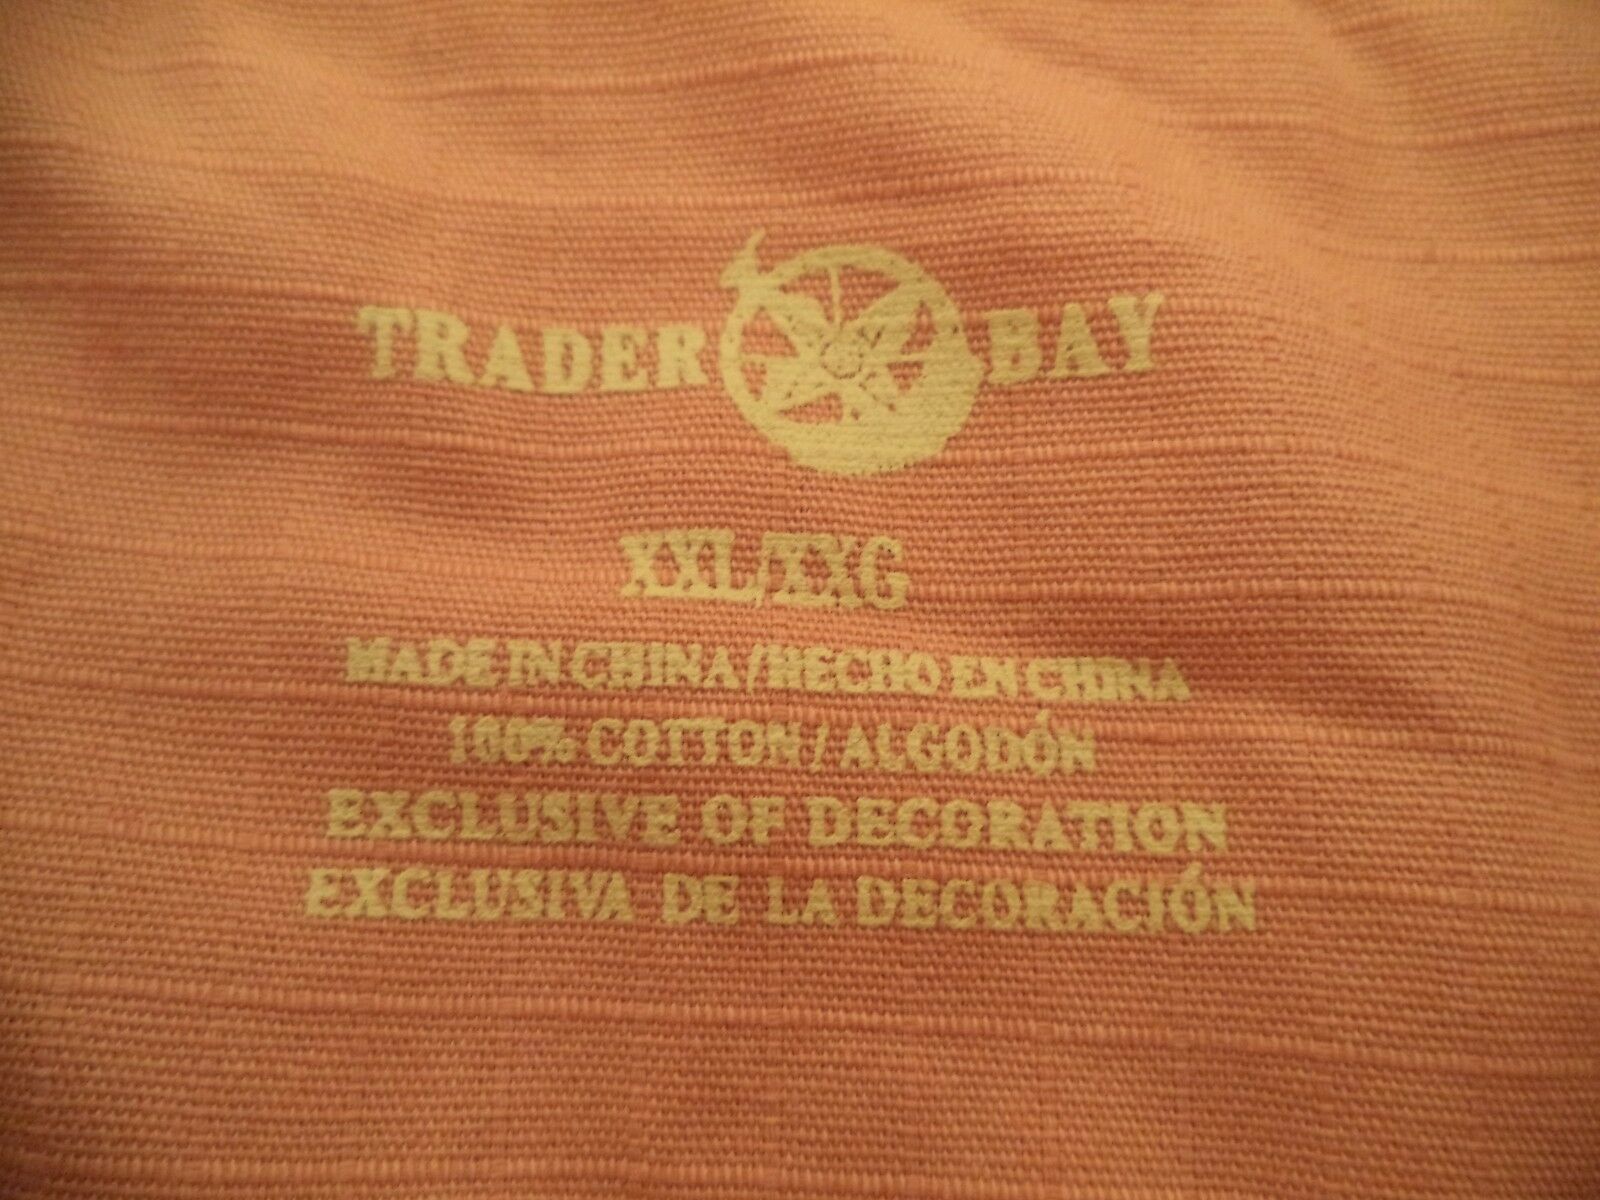 TRADER BAY
XXL/XXG
MADE IN CHINA/HECHO EN CHINA
100% COTTON/ALGODÓN
EXCLUSIVE OF DECORATION
EXCLUSIVA DE LA DECORACIÓN